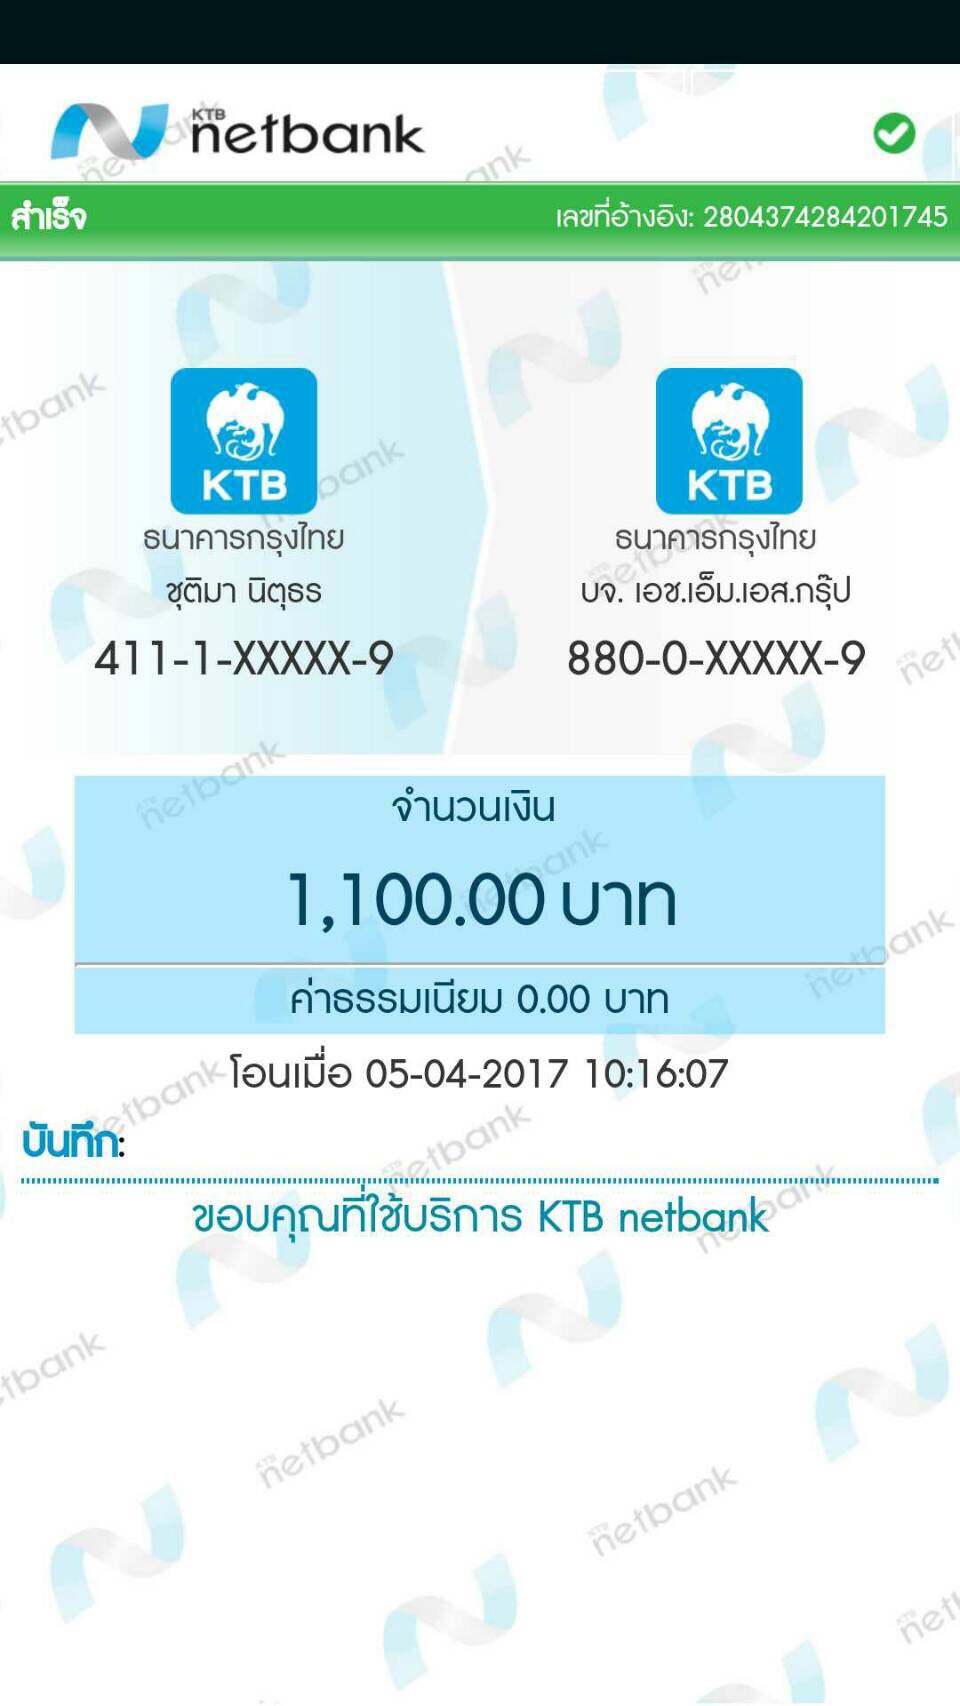 KTB
netbank
สำเร็จ เลขที่อ้างอิง: 2804374284201745
KTB KTB
ธนาคารกรุงไทย ธนาคารกรุงไทย
ชุติมา นิตุธร บจ. เอช.เอ็ม.เอส.กรุ๊ป
411-1-XXXXX-9 880-0-XXXXX-9
จำนวนเงิน
1,100.00 บาท
ค่าธรรมเนียม 0.00 บาท
โอนเมื่อ 05-04-2017 10:16:07
บันทึก:
ขอบคุณที่ใช้บริการ KTB netbank